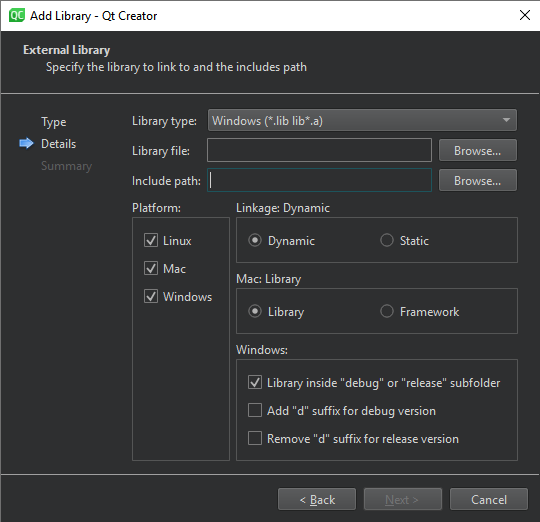 QC Add Library - Qt Creator
External Library
Specify the library to link to and the includes path
Type
Details
Summary
Library type: Windows (*.lib lib*.a)
Library file: Browse...
Include path: Browse...
Platform:
Linux
Mac
Windows
Linkage: Dynamic
Dynamic Static
Mac: Library
Library Framework
Windows:
Library inside "debug" or "release" subfolder
Add "d" suffix for debug version
Remove "d" suffix for release version
< Back Next > Cancel